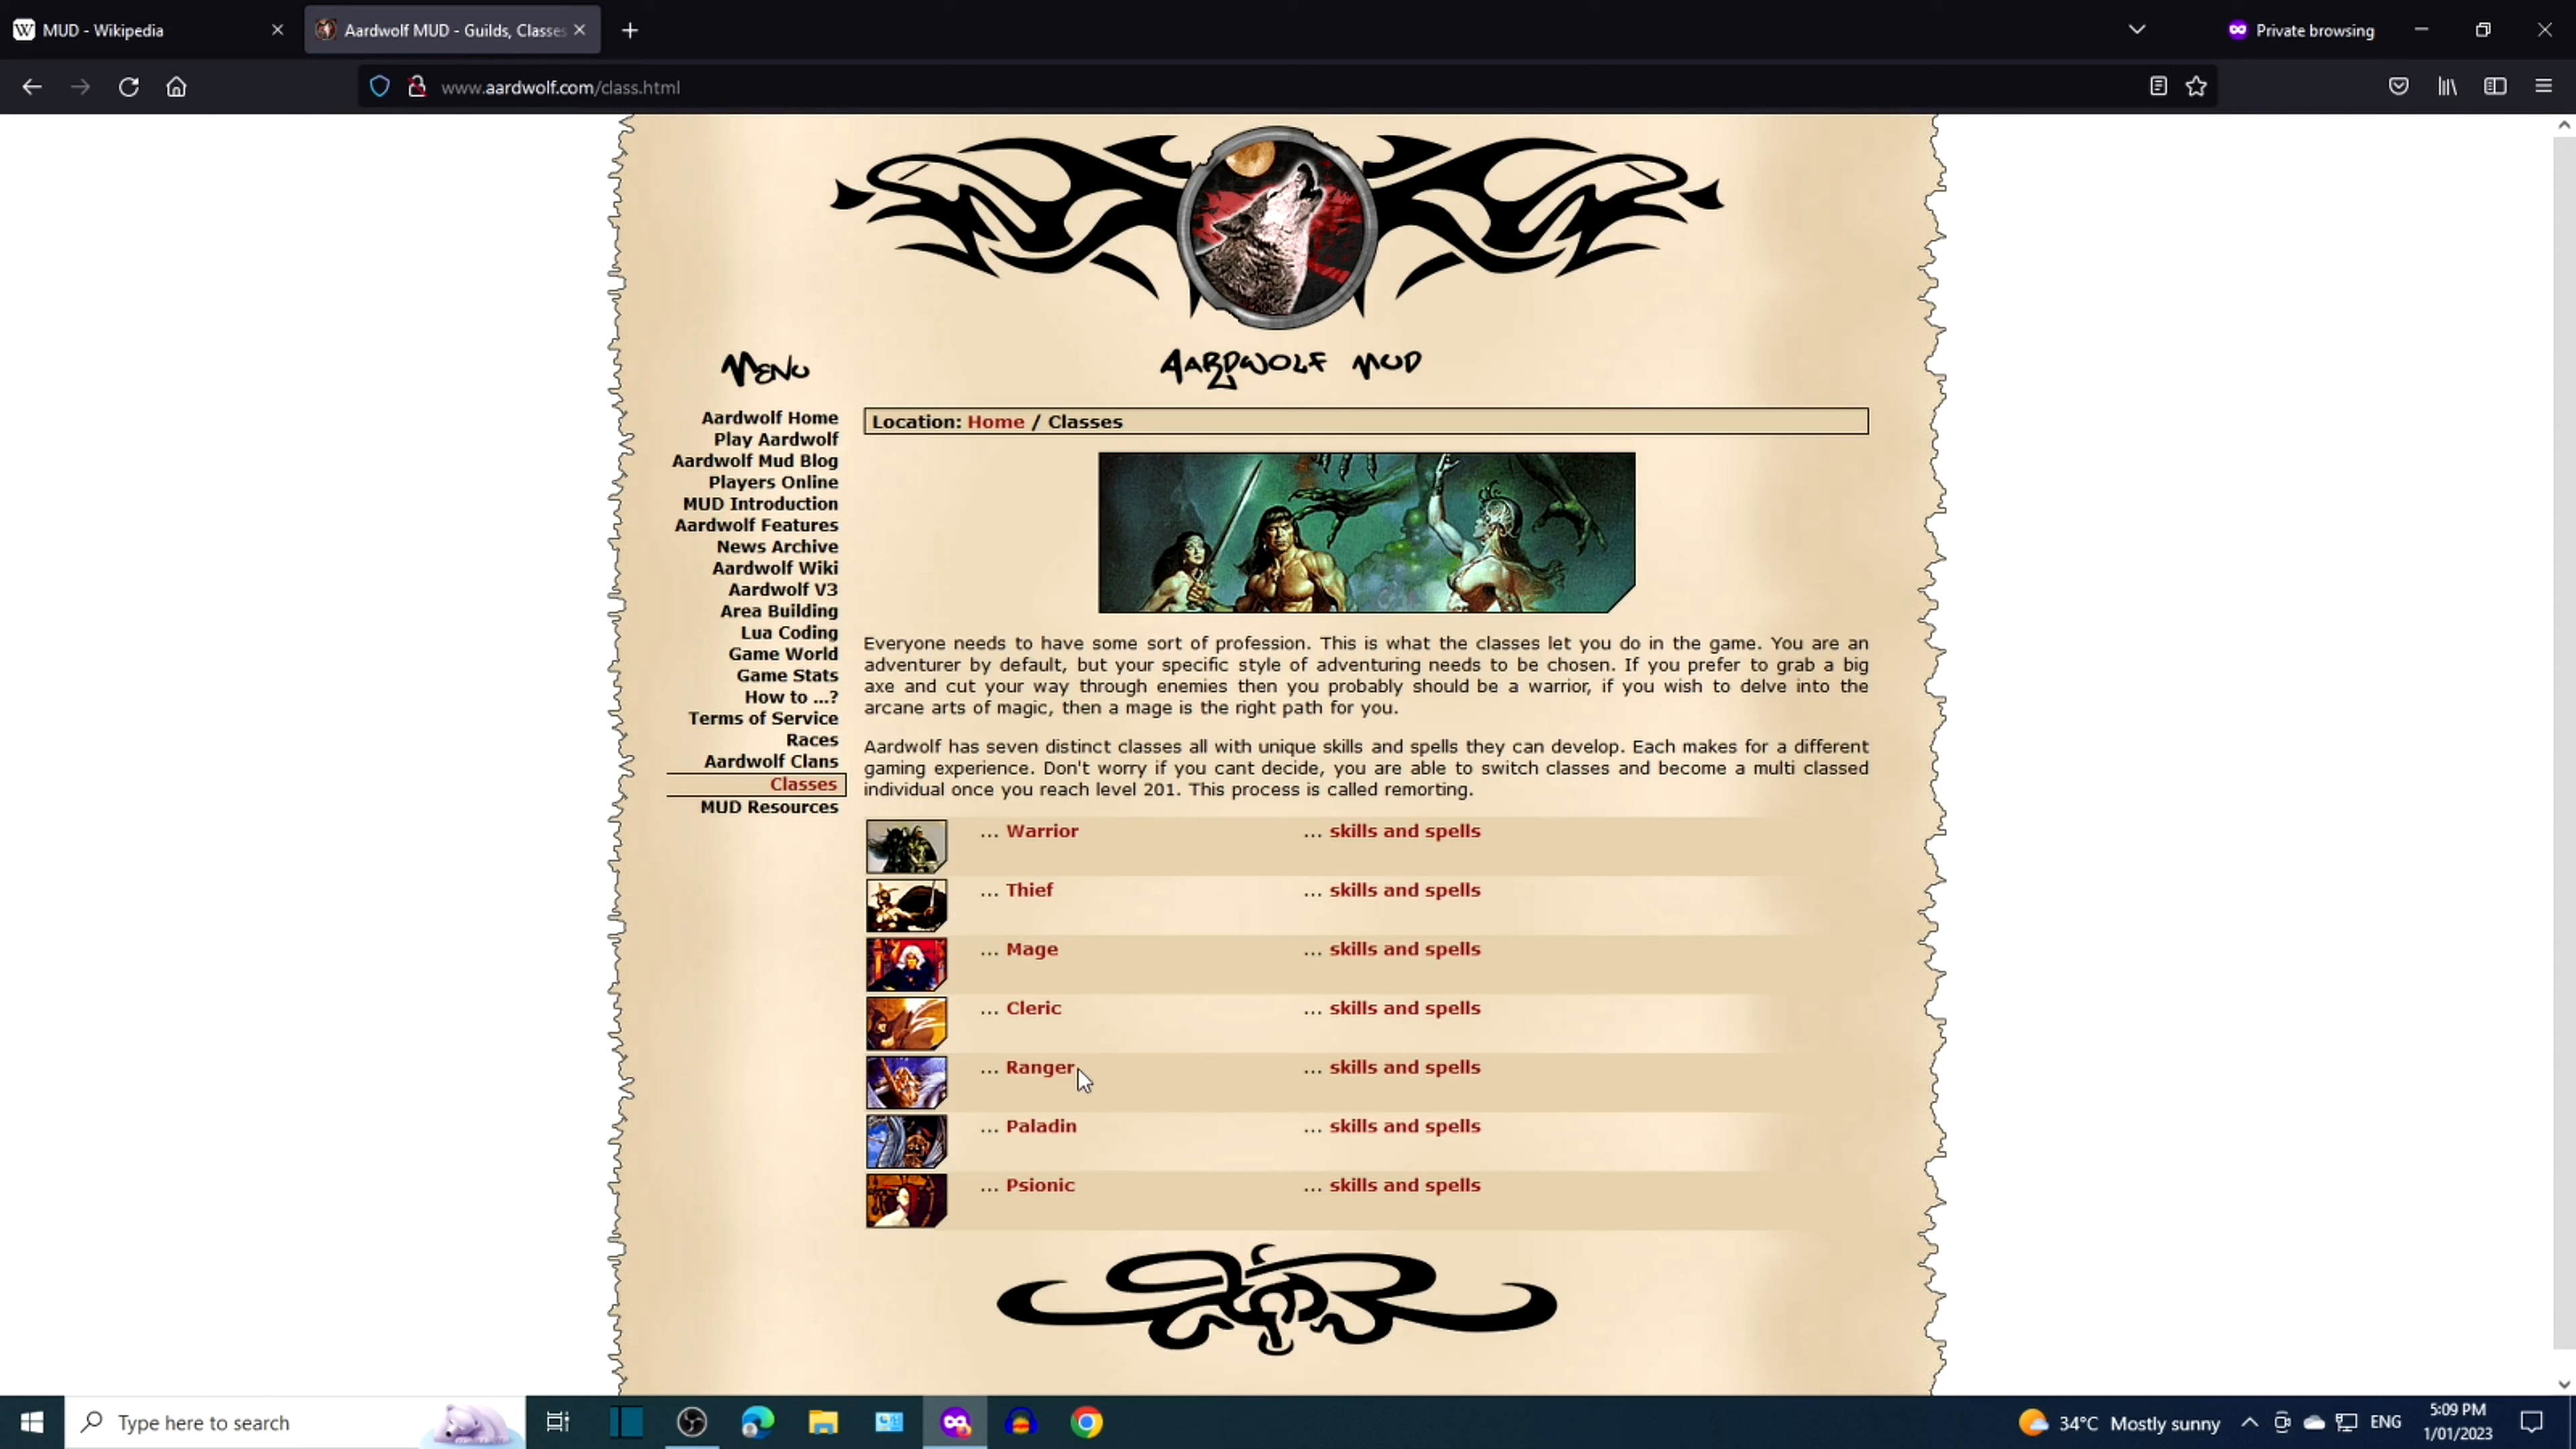 MUD - Wikipedia
Aardwolf MUD - Guilds, Classes
Private browsing
www.aardwolf.com/class.html
MENU
AARDWOLF MUD
Aardwolf Home
Play Aardwolf
Aardwolf Mud Blog
Players Online
MUD Introduction
Aardwolf Features
News Archive
Aardwolf Wiki
Aardwolf V3
Area Building
Lua Coding
Game World
Game Stats
How to ...?
Terms of Service
Races
Aardwolf Clans
Classes
MUD Resources
Location: Home / Classes
Everyone needs to have some sort of profession. This is what the classes let you do in the game. You are an
adventurer by default, but your specific style of adventuring needs to be chosen. If you prefer to grab a big
axe and cut your way through enemies then you probably should be a warrior, if you wish to delve into the
arcane arts of magic, then a mage is the right path for you.
Aardwolf has seven distinct classes all with unique skills and spells they can develop. Each makes for a different
gaming experience. Don't worry if you cant decide, you are able to switch classes and become a multi classed
individual once you reach level 201. This process is called remorting.
... Warrior ... skills and spells
... Thief ... skills and spells
... Mage ... skills and spells
... Cleric ... skills and spells
... Ranger ... skills and spells
... Paladin ... skills and spells
... Psionic ... skills and spells
Type here to search
34°C Mostly sunny
ENG
5:09 PM
1/01/2023